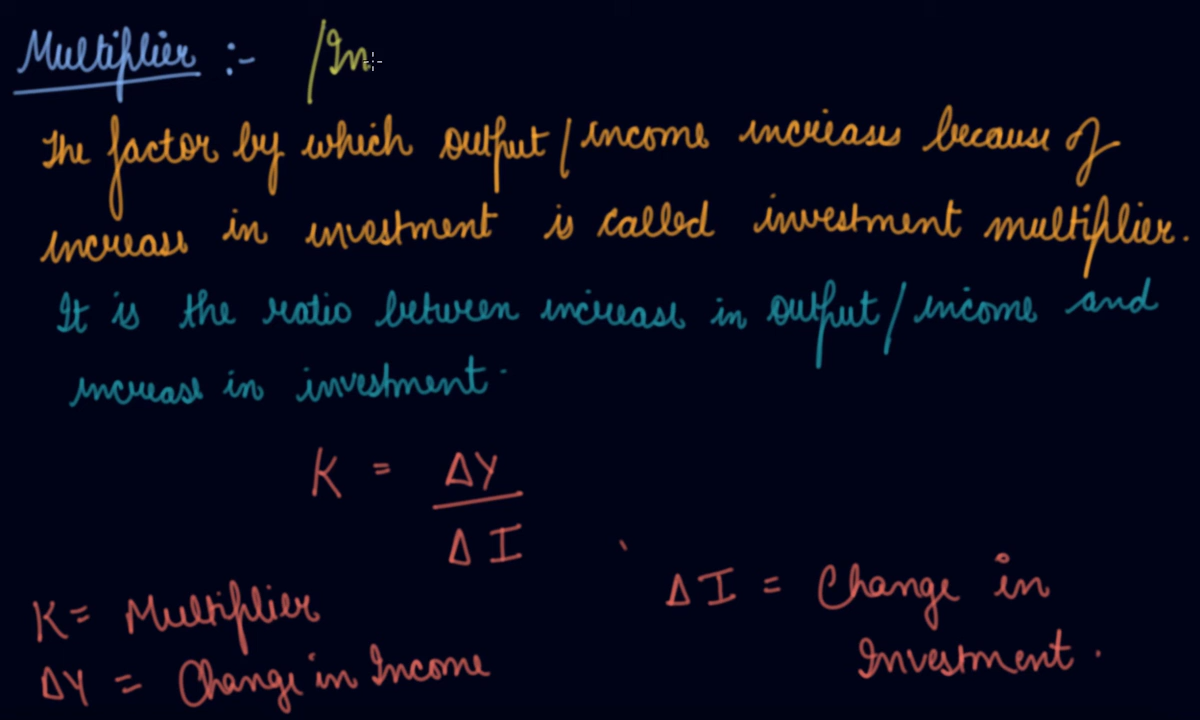 Multiplier :- /In
The factor by which output/income increases because of
increase in investment is called investment multiplier.
It is the ratio between increase in output/income and
increase in investment.
K = ΔY
ΔI
K = Multiplier
ΔY = Change in Income
ΔI = Change in
Investment.